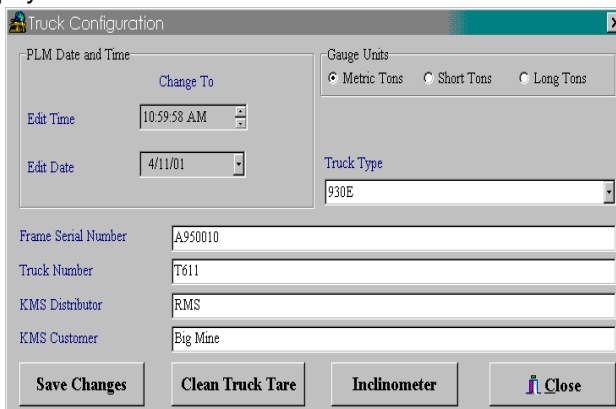 Truck Configuration
PLM Date and Time
Change To
Edit Time 10:59:58 AM
Edit Date 4/11/01
Gauge Units
Metric Tons Short Tons Long Tons
Truck Type
930E
Frame Serial Number A950010
Truck Number T611
KMS Distributor RMS
KMS Customer Big Mine
Save Changes Clean Truck Tare Inclinometer Close